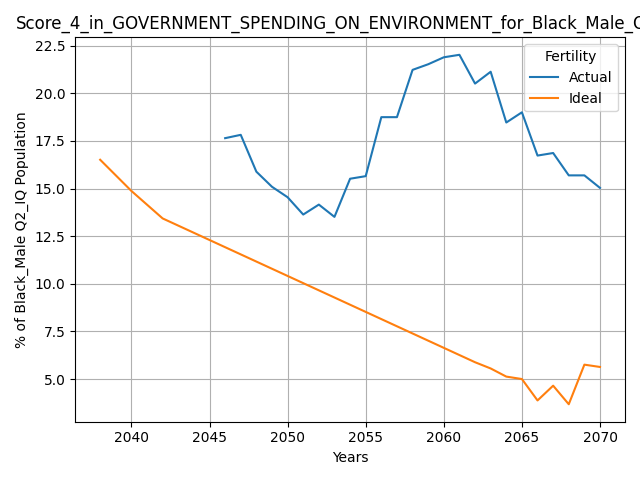 Score_4_in_GOVERNMENT_SPENDING_ON_ENVIRONMENT_for_Black_Male_
Fertility
Actual
Ideal
22.5
20.0
17.5
15.0
12.5
10.0
7.5
5.0
% of Black_Male Q2_IQ Population
2040 2045 2050 2055 2060 2065 2070
Years